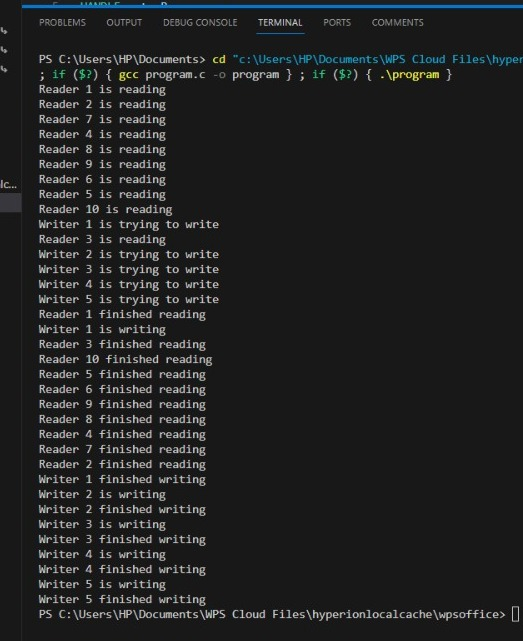 PROBLEMS OUTPUT DEBUG CONSOLE TERMINAL PORTS COMMENTS
PS C:\Users\HP\Documents> cd "c:\Users\HP\Documents\WPS Cloud Files\hyper
; if ($?) { gcc program.c -o program } ; if ($?) { .\program }
Reader 1 is reading
Reader 2 is reading
Reader 7 is reading
Reader 4 is reading
Reader 8 is reading
Reader 9 is reading
Reader 6 is reading
Reader 5 is reading
Reader 10 is reading
Writer 1 is trying to write
Reader 3 is reading
Writer 2 is trying to write
Writer 3 is trying to write
Writer 4 is trying to write
Writer 5 is trying to write
Reader 1 finished reading
Writer 1 is writing
Reader 3 finished reading
Reader 10 finished reading
Reader 5 finished reading
Reader 6 finished reading
Reader 9 finished reading
Reader 8 finished reading
Reader 4 finished reading
Reader 7 finished reading
Reader 2 finished reading
Writer 1 finished writing
Writer 2 is writing
Writer 2 finished writing
Writer 3 is writing
Writer 3 finished writing
Writer 4 is writing
Writer 4 finished writing
Writer 5 is writing
Writer 5 finished writing
PS C:\Users\HP\Documents\WPS Cloud Files\hyperionlocalcache\wpsoffice>